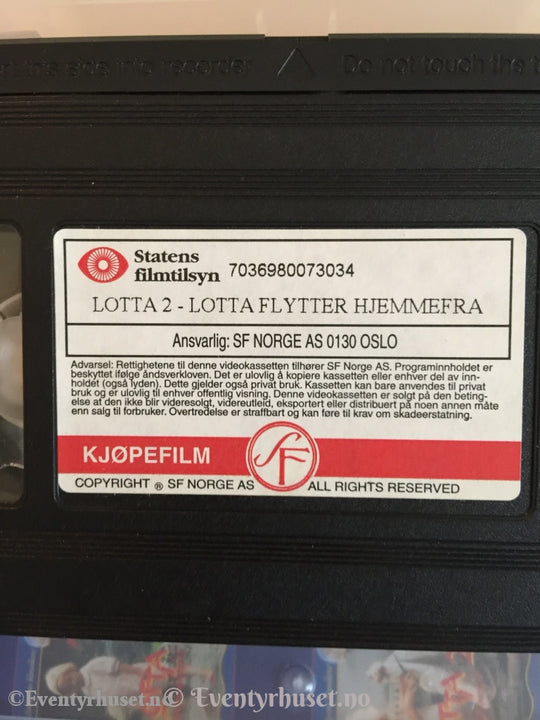 this side into recorder Do not touch the t
Statens
filmtilsyn 7036980073034
LOTTA 2 - LOTTA FLYTTER HJEMMEFRA
Ansvarlig: SF NORGE AS 0130 OSLO
Advarsel: Rettighetene til denne videokassetten tilhører SF Norge AS. Programinnholdet er
beskyttet ifølge åndsverkloven. Det er ulovlig å kopiere kassetten eller enhver del av inn-
holdet (også lyden). Dette gjelder også privat bruk. Kassetten kan bare anvendes til privat
bruk og er ulovlig til enhver offentlig visning. Denne videokassetten er solgt på den beting-
else at den ikke blir videresolgt, videreutleid, eksportert eller distribuert på noen annen måte
enn salg til forbruker. Overtredelse er straffbart og kan føre til krav om skadeerstatning.
KJØPEFILM
SF
COPYRIGHT ® SF NORGE AS ALL RIGHTS RESERVED
©Eventyrhuset.no © Eventyrhuset.no